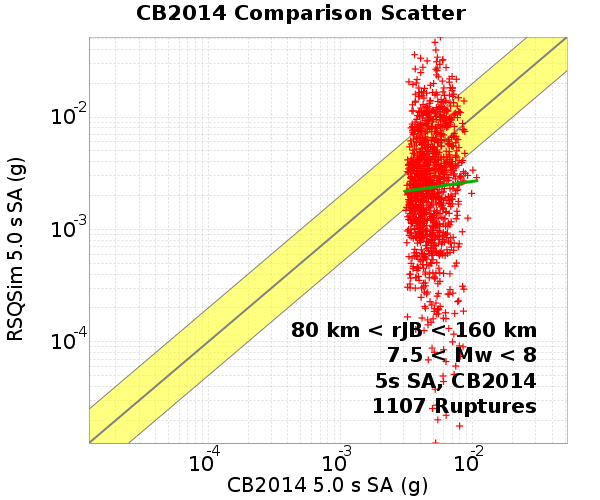 CB2014 Comparison Scatter
RSQSim 5.0 s SA (g)
10-2
10-3
10-4
80 km < rJB < 160 km
7.5 < Mw < 8
5s SA, CB2014
1107 Ruptures
10-4
10-3
10-2
CB2014 5.0 s SA (g)